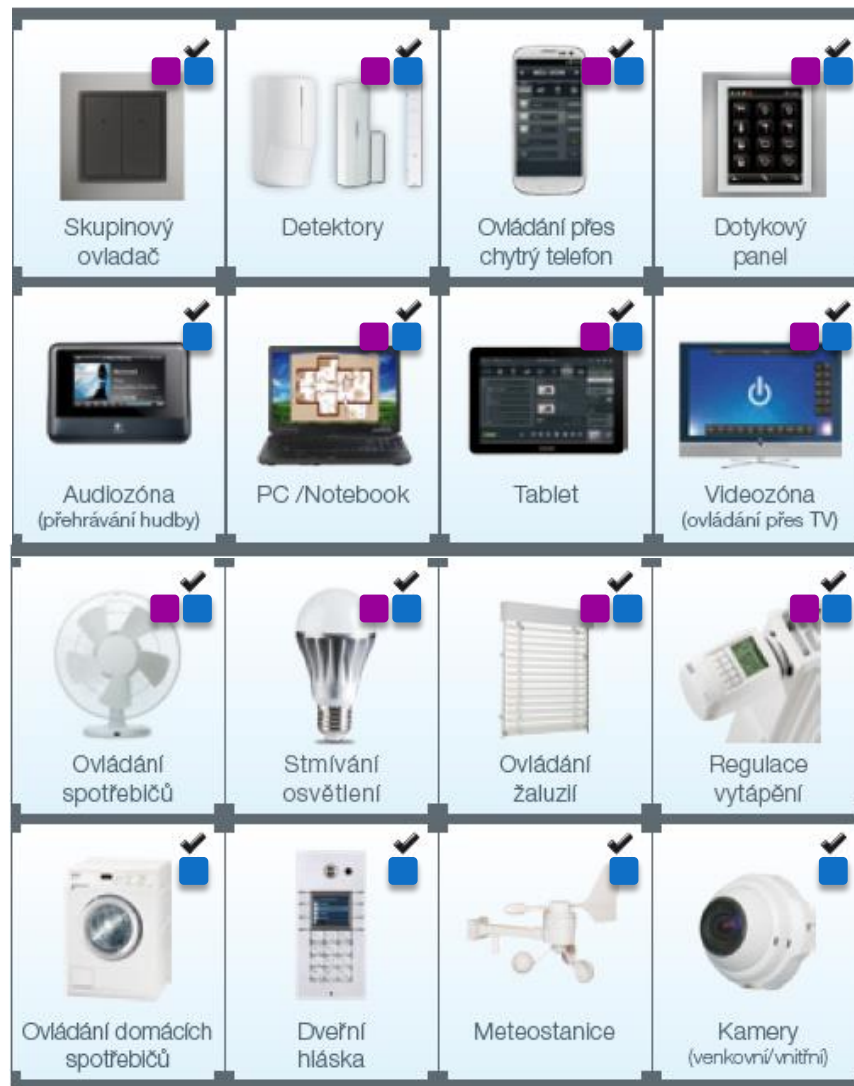 Skupinový
ovladač
Detektory
Ovládání přes
chytrý telefon
Dotykový
panel
Audiozóna
(přehrávání hudby)
PC /Notebook
Tablet
Videozóna
(ovládání přes TV)
Ovládání
spotřebičů
Stmívání
osvětlení
Ovládání
žaluzií
Regulace
vytápění
Ovládání domácích
spotřebičů
Dveřní
hláska
Meteostanice
Kamery
(venkovní/vnitřní)